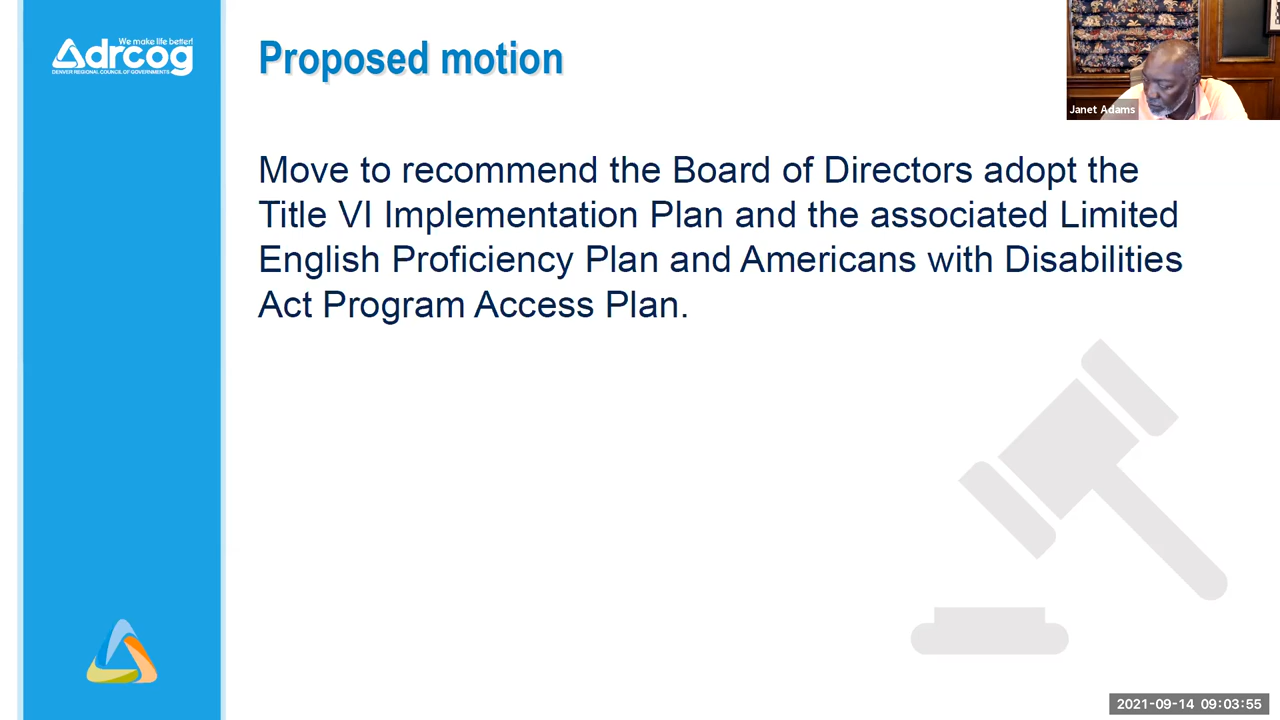 We make life better!
drcog
DENVER REGIONAL COUNCIL OF GOVERNMENTS
Proposed motion
Janet Adams
Move to recommend the Board of Directors adopt the
Title VI Implementation Plan and the associated Limited
English Proficiency Plan and Americans with Disabilities
Act Program Access Plan.
2021-09-14 09:03:55